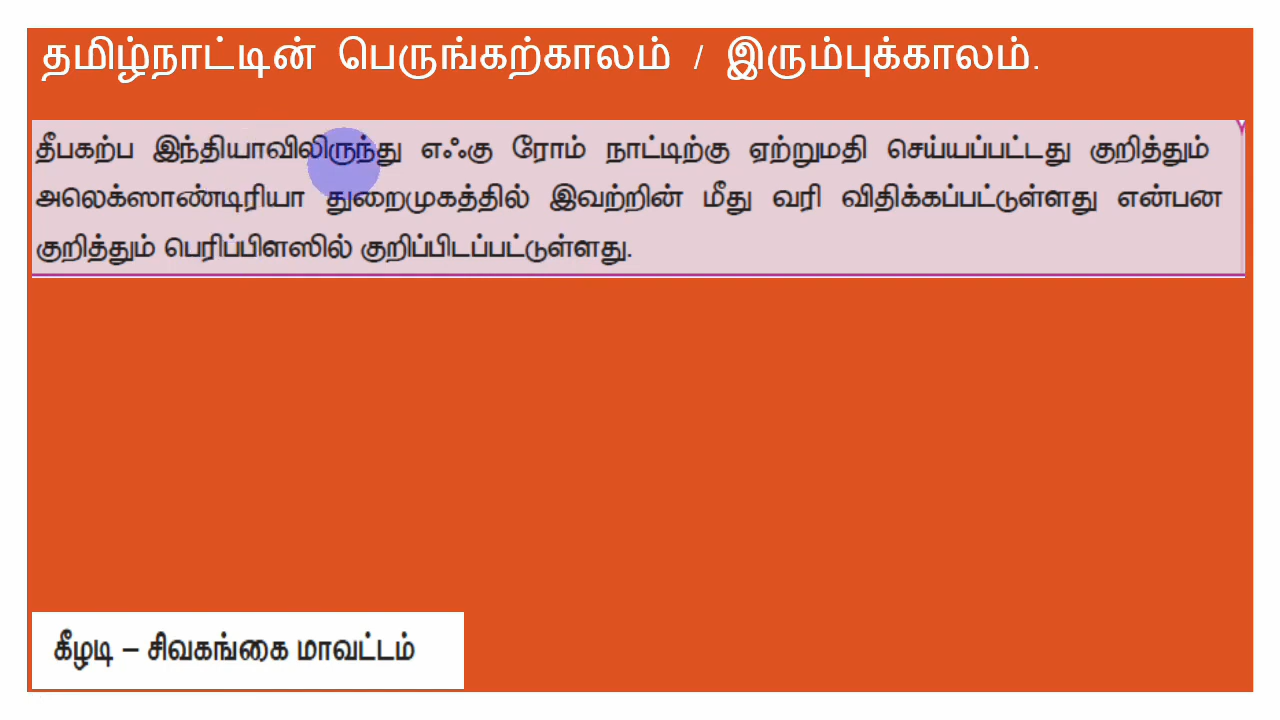 தமிழ்நாட்டின் பெருங்கற்காலம் / இரும்புக்காலம்.
தீபகற்ப இந்தியாவிலிருந்து எஃகு ரோம் நாட்டிற்கு ஏற்றுமதி செய்யப்பட்டது குறித்தும்
அலெக்ஸாண்டிரியா துறைமுகத்தில் இவற்றின் மீது வரி விதிக்கப்பட்டுள்ளது என்பன
குறித்தும் பெரிப்பிளஸில் குறிப்பிடப்பட்டுள்ளது.
கீழடி – சிவகங்கை மாவட்டம்